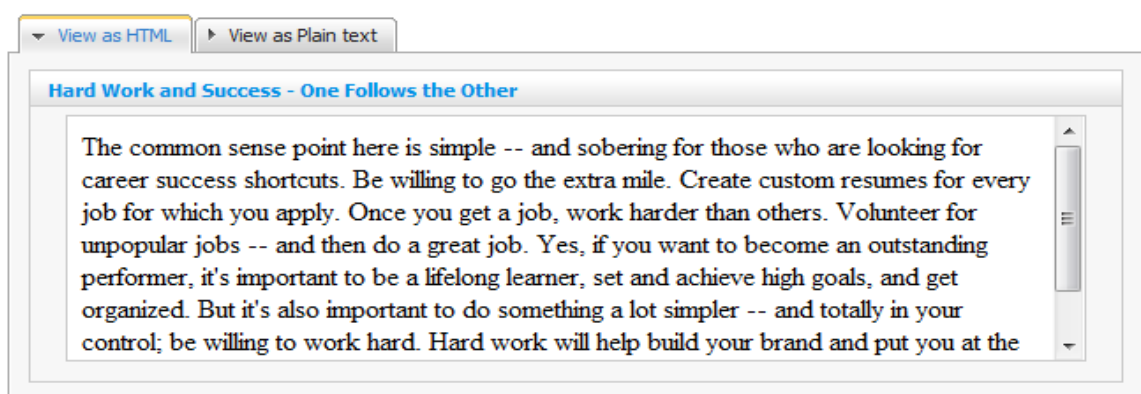 View as HTML View as Plain text
Hard Work and Success - One Follows the Other
The common sense point here is simple -- and sobering for those who are looking for
career success shortcuts. Be willing to go the extra mile. Create custom resumes for every
job for which you apply. Once you get a job, work harder than others. Volunteer for
unpopular jobs -- and then do a great job. Yes, if you want to become an outstanding
performer, it's important to be a lifelong learner, set and achieve high goals, and get
organized. But it's also important to do something a lot simpler -- and totally in your
control; be willing to work hard. Hard work will help build your brand and put you at the